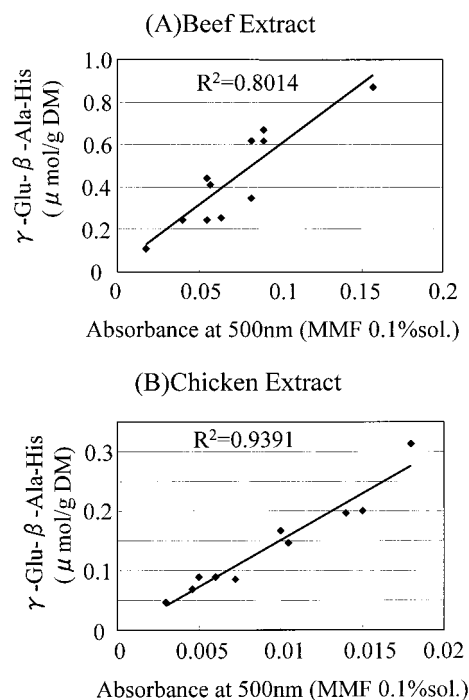 (A)Beef Extract
R²=0.8014
γ-Glu-β-Ala-His
(μ mol/g DM)
1.0
0.8
0.6
0.4
0.2
0
0 0.05 0.1 0.15 0.2
Absorbance at 500nm (MMF 0.1%sol.)
(B)Chicken Extract
R²=0.9391
γ-Glu-β-Ala-His
(μ mol/g DM)
0.3
0.2
0.1
0
0 0.005 0.01 0.015 0.02
Absorbance at 500nm (MMF 0.1%sol.)